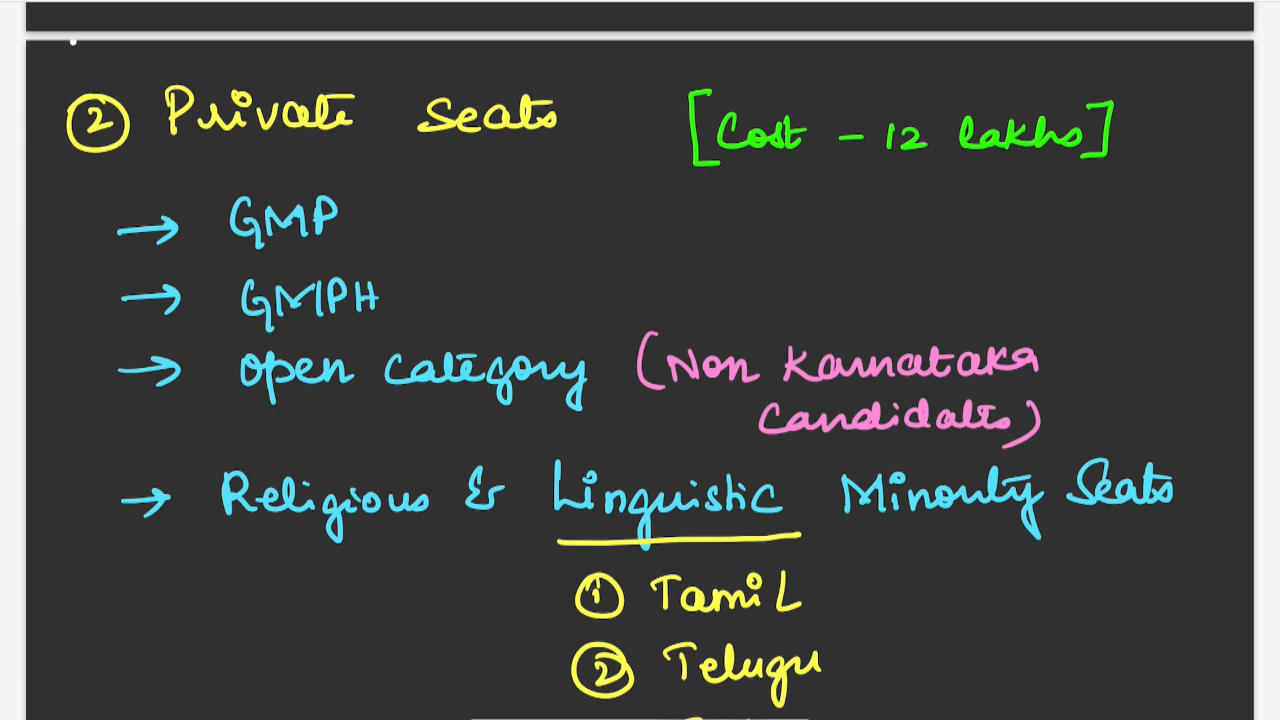 ② Private Seats [Cost - 12 lakhs]
→ GMP
→ GMPH
→ open category (Non Karnataka
candidates)
→ Religious & Linguistic Minority Seats
① Tamil
② Telugu